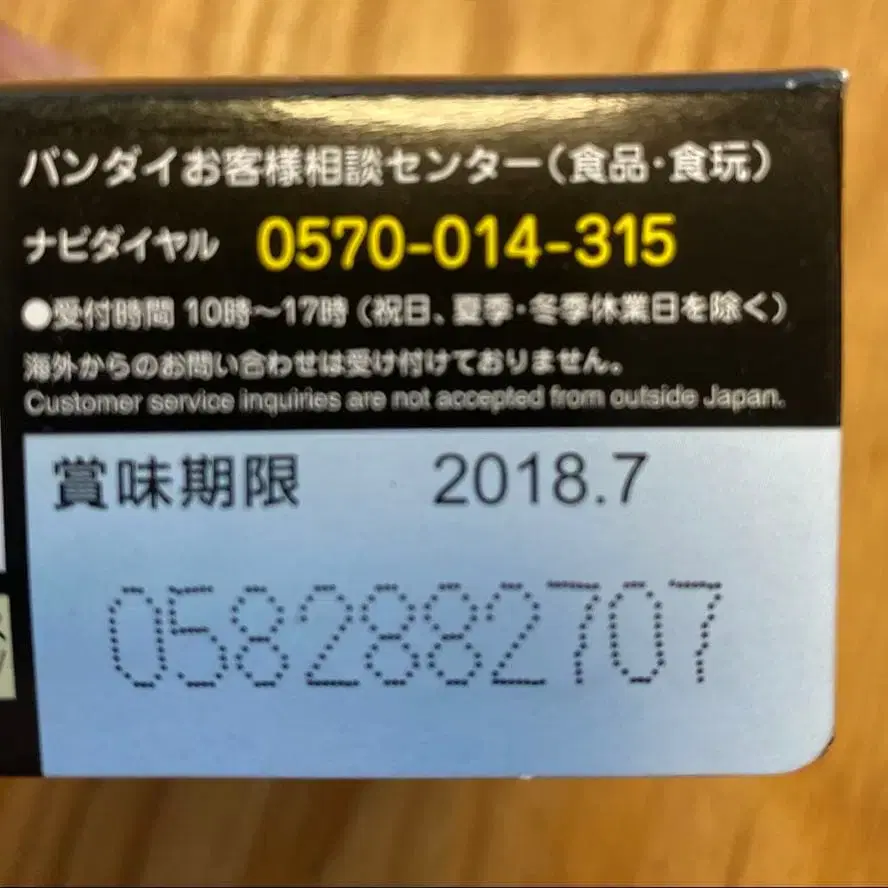 バンダイお客様相談センター（食品・食玩）
ナビダイヤル 0570-014-315
●受付時間 10時～17時（祝日、夏季・冬季休業日を除く）
海外からのお問い合わせは受け付けておりません。
Customer service inquiries are not accepted from outside Japan.
賞味期限 2018.7
0582882707